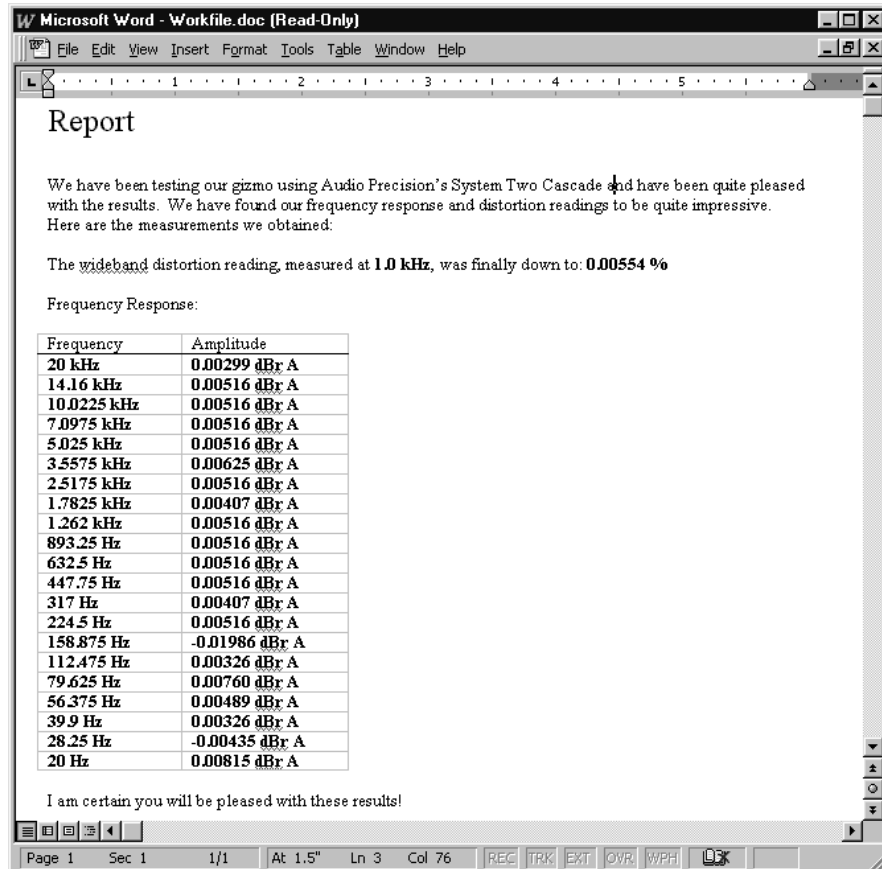 Microsoft Word - Workfile.doc (Read-Only)
File Edit View Insert Format Tools Table Window Help
1 2 3 4 5
Report
We have been testing our gizmo using Audio Precision's System Two Cascade and have been quite pleased
with the results. We have found our frequency response and distortion readings to be quite impressive.
Here are the measurements we obtained:
The wideband distortion reading, measured at 1.0 kHz, was finally down to: 0.00554 %
Frequency Response:
Frequency Amplitude
20 kHz 0.00299 dBr A
14.16 kHz 0.00516 dBr A
10.0225 kHz 0.00516 dBr A
7.0975 kHz 0.00516 dBr A
5.025 kHz 0.00516 dBr A
3.5575 kHz 0.00625 dBr A
2.5175 kHz 0.00516 dBr A
1.7825 kHz 0.00407 dBr A
1.262 kHz 0.00516 dBr A
893.25 Hz 0.00516 dBr A
632.5 Hz 0.00516 dBr A
447.75 Hz 0.00516 dBr A
317 Hz 0.00407 dBr A
224.5 Hz 0.00516 dBr A
158.875 Hz -0.01986 dBr A
112.475 Hz 0.00326 dBr A
79.625 Hz 0.00760 dBr A
56.375 Hz 0.00489 dBr A
39.9 Hz 0.00326 dBr A
28.25 Hz -0.00435 dBr A
20 Hz 0.00815 dBr A
I am certain you will be pleased with these results!
Page 1 Sec 1 1/1 At 1.5" Ln 3 Col 76 REC TRK EXT OVR WPH